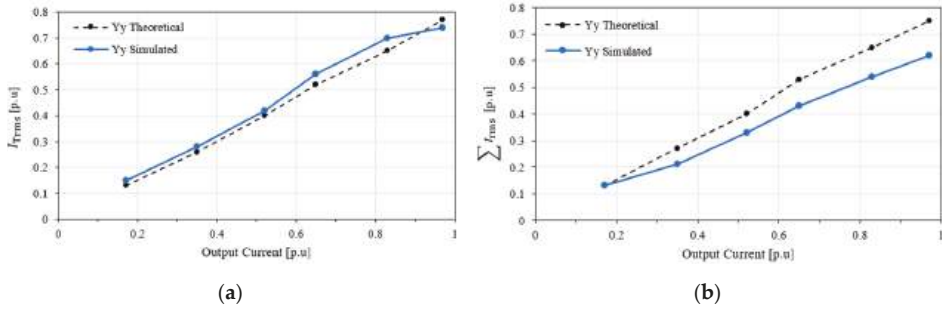 0.8
0.7
0.6
0.5
0.4
0.3
0.2
0.1
0
I_Trms [p.u]
Yy Theoretical
Yy Simulated
0.2 0.4 0.6 0.8 1
Output Current [p.u]
(a)
0.8
0.7
0.6
0.5
0.4
0.3
0.2
0.1
0
∑ I_rms [p.u]
Yy Theoretical
Yy Simulated
0 0.2 0.4 0.6 0.8 1
Output Current [p.u]
(b)